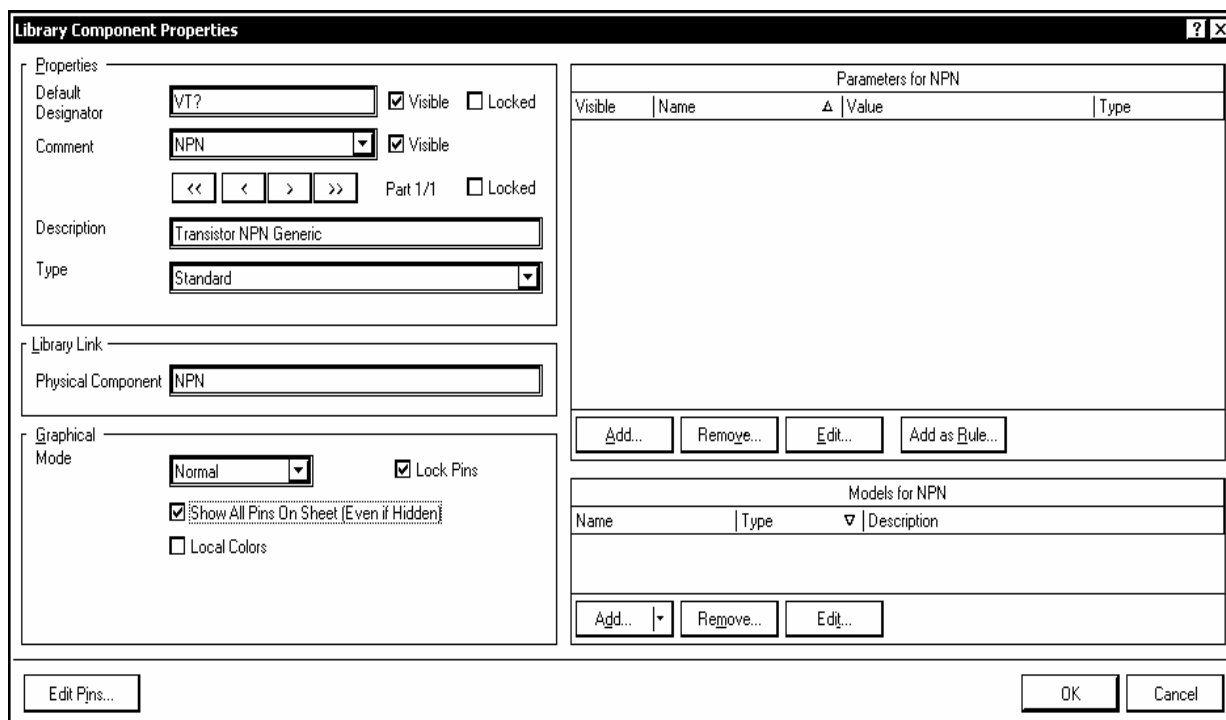 Library Component Properties
Properties
Default Designator
VT?
Visible
Locked
Comment
NPN
Visible
<<
<
>
>>
Part 1/1
Locked
Description
Transistor NPN Generic
Type
Standard
Library Link
Physical Component
NPN
Graphical
Mode
Normal
Lock Pins
Show All Pins On Sheet (Even if Hidden)
Local Colors
Parameters for NPN
Visible Name Value Type
Add... Remove... Edit... Add as Rule...
Models for NPN
Name Type Description
Add... Remove... Edit...
Edit Pins...
OK
Cancel